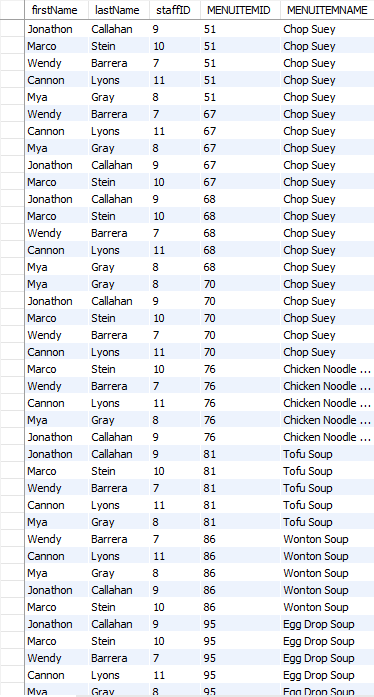 firstName lastName staffID MENUITEMID MENUITEMNAME
Jonathon Callahan 9 51 Chop Suey
Marco Stein 10 51 Chop Suey
Wendy Barrera 7 51 Chop Suey
Cannon Lyons 11 51 Chop Suey
Mya Gray 8 51 Chop Suey
Wendy Barrera 7 67 Chop Suey
Cannon Lyons 11 67 Chop Suey
Mya Gray 8 67 Chop Suey
Jonathon Callahan 9 67 Chop Suey
Marco Stein 10 67 Chop Suey
Jonathon Callahan 9 68 Chop Suey
Marco Stein 10 68 Chop Suey
Wendy Barrera 7 68 Chop Suey
Cannon Lyons 11 68 Chop Suey
Mya Gray 8 68 Chop Suey
Mya Gray 8 70 Chop Suey
Jonathon Callahan 9 70 Chop Suey
Marco Stein 10 70 Chop Suey
Wendy Barrera 7 70 Chop Suey
Cannon Lyons 11 70 Chop Suey
Marco Stein 10 76 Chicken Noodle ...
Wendy Barrera 7 76 Chicken Noodle ...
Cannon Lyons 11 76 Chicken Noodle ...
Mya Gray 8 76 Chicken Noodle ...
Jonathon Callahan 9 76 Chicken Noodle ...
Jonathon Callahan 9 81 Tofu Soup
Marco Stein 10 81 Tofu Soup
Wendy Barrera 7 81 Tofu Soup
Cannon Lyons 11 81 Tofu Soup
Mya Gray 8 81 Tofu Soup
Wendy Barrera 7 86 Wonton Soup
Cannon Lyons 11 86 Wonton Soup
Mya Gray 8 86 Wonton Soup
Jonathon Callahan 9 86 Wonton Soup
Marco Stein 10 86 Wonton Soup
Jonathon Callahan 9 95 Egg Drop Soup
Marco Stein 10 95 Egg Drop Soup
Wendy Barrera 7 95 Egg Drop Soup
Cannon Lyons 11 95 Egg Drop Soup
Mya Gray 8 95 Egg Drop Soup